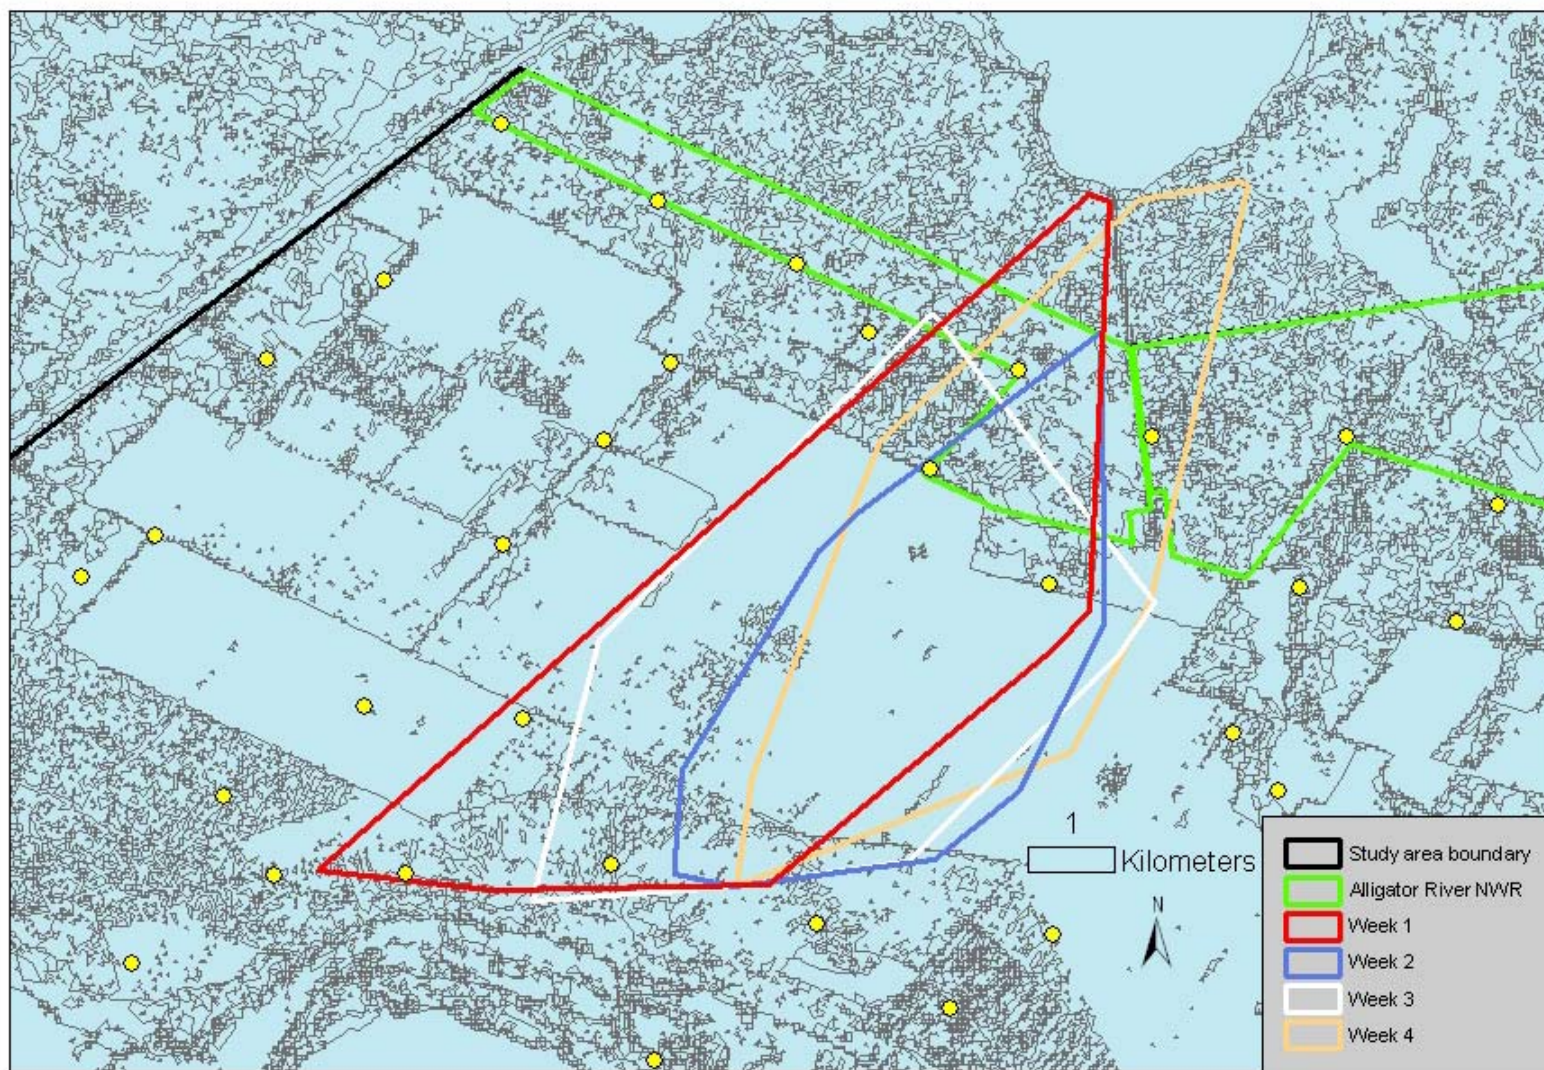 1
Kilometers
N
Study area boundary
Alligator River NWR
Week 1
Week 2
Week 3
Week 4